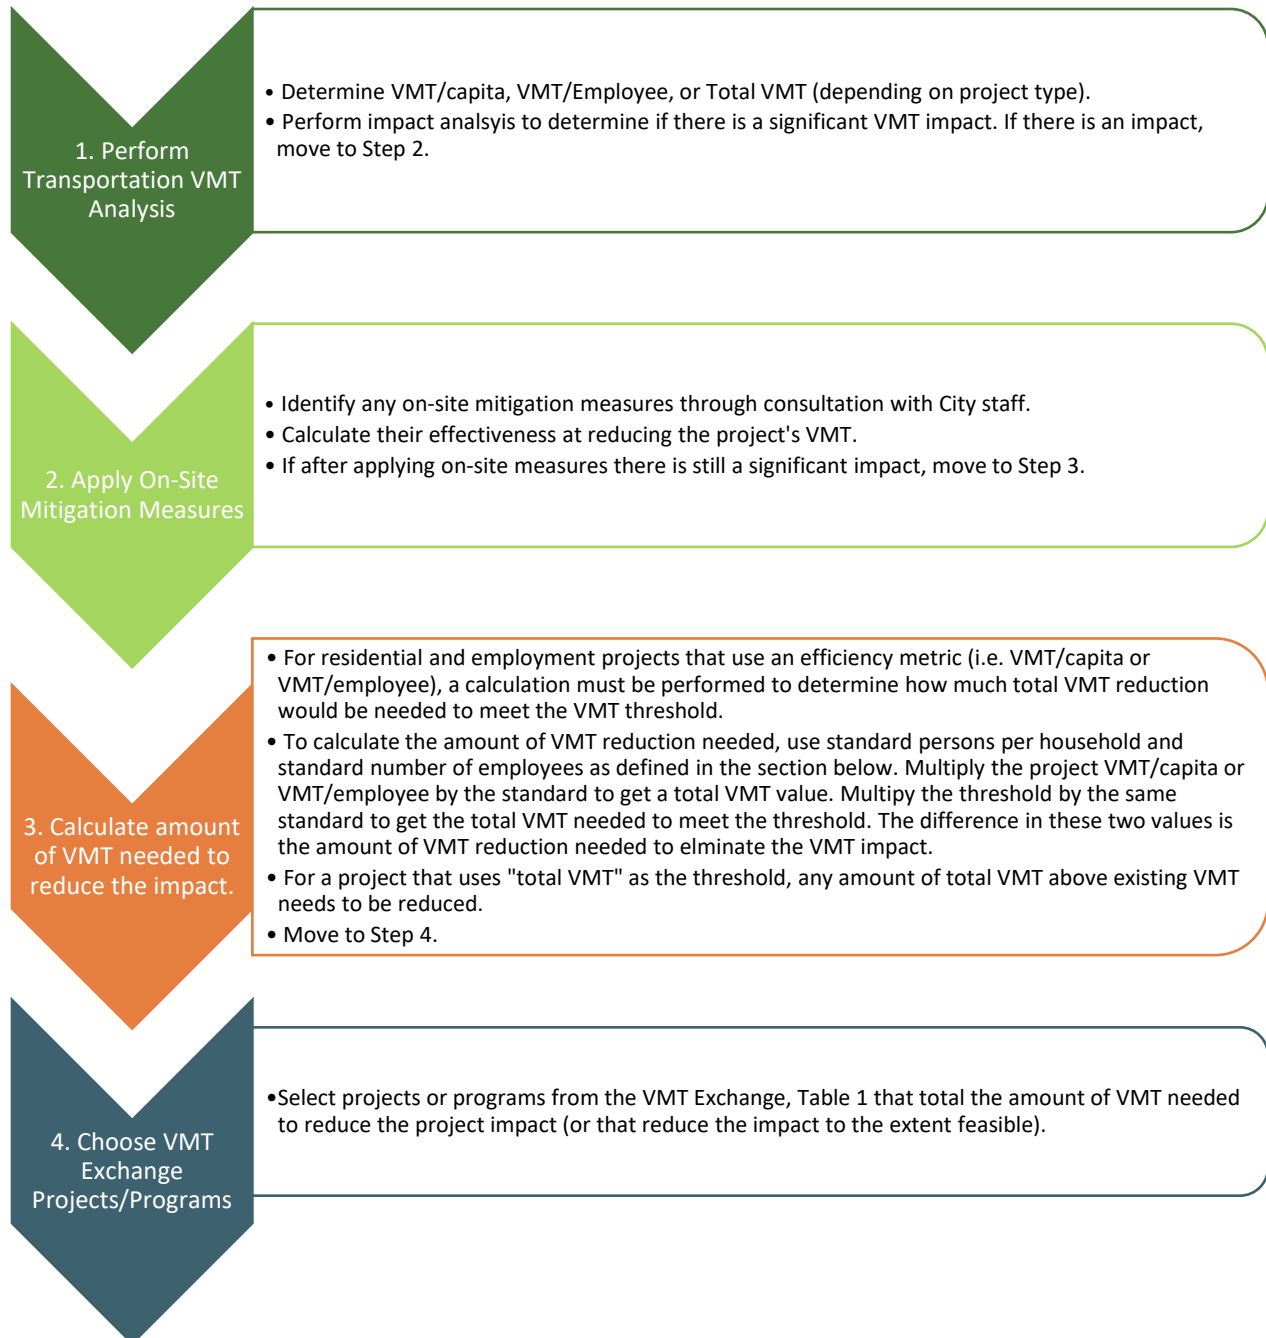 1. Perform
Transportation VMT
Analysis
• Determine VMT/capita, VMT/Employee, or Total VMT (depending on project type).
• Perform impact analsyis to determine if there is a significant VMT impact. If there is an impact,
move to Step 2.
2. Apply On-Site
Mitigation Measures
• Identify any on-site mitigation measures through consultation with City staff.
• Calculate their effectiveness at reducing the project's VMT.
• If after applying on-site measures there is still a significant impact, move to Step 3.
3. Calculate amount
of VMT needed to
reduce the impact.
• For residential and employment projects that use an efficiency metric (i.e. VMT/capita or
VMT/employee), a calculation must be performed to determine how much total VMT reduction
would be needed to meet the VMT threshold.
• To calculate the amount of VMT reduction needed, use standard persons per household and
standard number of employees as defined in the section below. Multiply the project VMT/capita or
VMT/employee by the standard to get a total VMT value. Multipy the threshold by the same
standard to get the total VMT needed to meet the threshold. The difference in these two values is
the amount of VMT reduction needed to elminate the VMT impact.
• For a project that uses "total VMT" as the threshold, any amount of total VMT above existing VMT
needs to be reduced.
• Move to Step 4.
4. Choose VMT
Exchange
Projects/Programs
•Select projects or programs from the VMT Exchange, Table 1 that total the amount of VMT needed
to reduce the project impact (or that reduce the impact to the extent feasible).